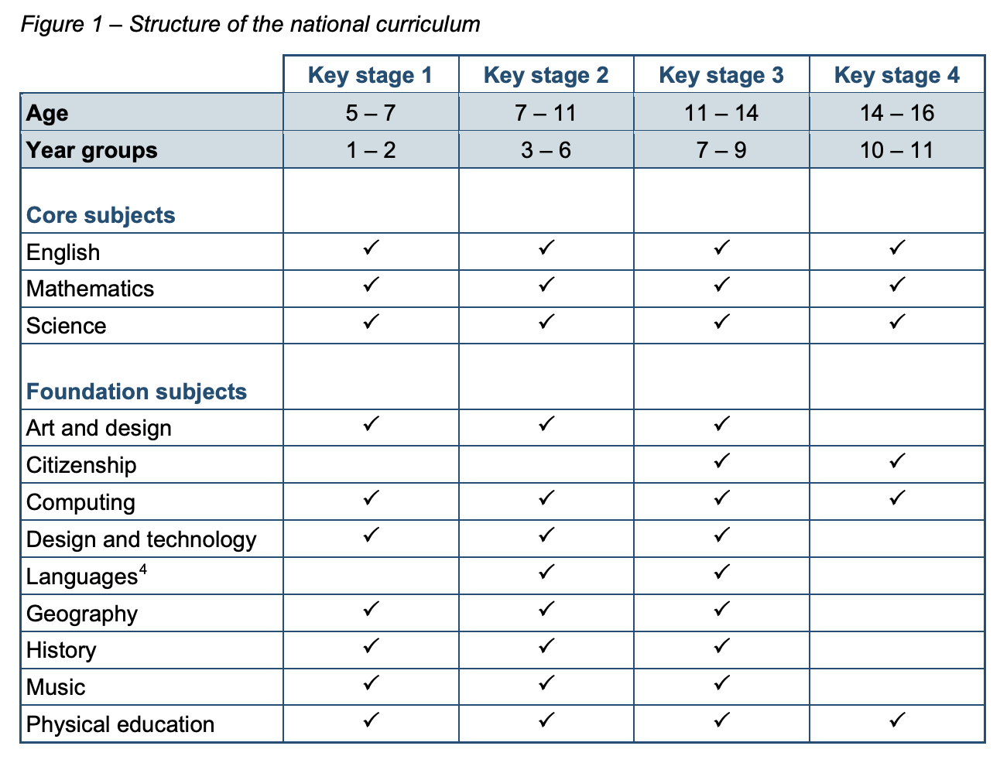 Figure 1 – Structure of the national curriculum
Key stage 1 Key stage 2 Key stage 3 Key stage 4
Age 5 – 7 7 – 11 11 – 14 14 – 16
Year groups 1 – 2 3 – 6 7 – 9 10 – 11
Core subjects
English ✓ ✓ ✓ ✓
Mathematics ✓ ✓ ✓ ✓
Science ✓ ✓ ✓ ✓
Foundation subjects
Art and design ✓ ✓ ✓
Citizenship ✓ ✓
Computing ✓ ✓ ✓ ✓
Design and technology ✓ ✓ ✓
Languages⁴ ✓ ✓
Geography ✓ ✓ ✓
History ✓ ✓ ✓
Music ✓ ✓ ✓
Physical education ✓ ✓ ✓ ✓